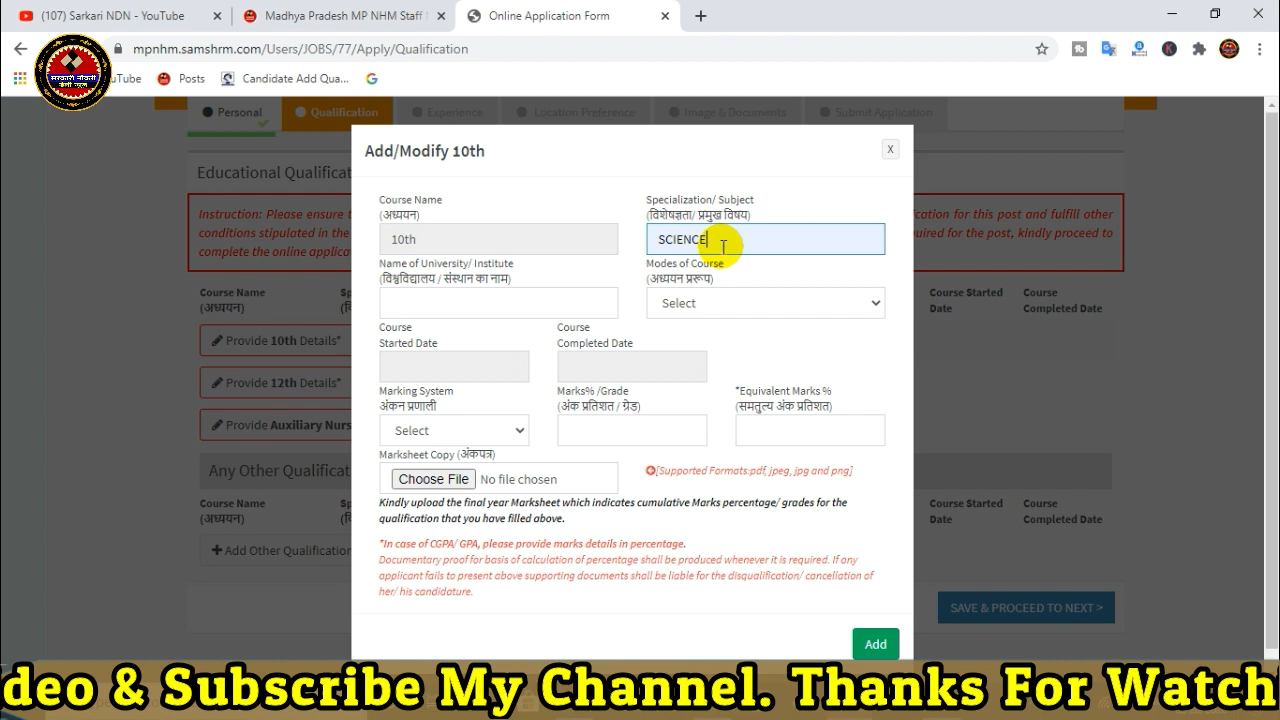 (107) Sarkari NDN - YouTube
Madhya Pradesh MP NHM Staff
Online Application Form
mpnhm.samshrm.com/Users/JOBS/77/Apply/Qualification
सरकारी नौकरी
Posts
Candidate Add Qua...
Personal
Qualification
Experience
Location Preference
Image & Documents
Submit Application
Add/Modify 10th
X
Educational Qualifica
Instruction: Please ensure
conditions stipulated in the
complete the online applicat
ification for this post and fulfill other
required for the post, kindly proceed to
Course Name
(अध्ययन)
Course Started
Date
Course
Completed Date
Provide 10th Details*
Provide 12th Details*
Provide Auxiliary Nurs
Any Other Qualification
Course Name
(अध्ययन)
Course Started
Date
Course
Completed Date
Add Other Qualification
SAVE & PROCEED TO NEXT >
Course Name
(अध्ययन)
Specialization/ Subject
(विशेषज्ञता/ प्रमुख विषय)
10th
SCIENCE
Name of University/ Institute
(विश्वविद्यालय / संस्थान का नाम)
Modes of Course
(अध्ययन प्ररूप)
Select
Course
Started Date
Course
Completed Date
Marking System
अंकन प्रणाली
Marks% /Grade
(अंक प्रतिशत / ग्रेड)
*Equivalent Marks %
(समतुल्य अंक प्रतिशत)
Select
Marksheet Copy (अंकपत्र)
Choose File No file chosen
[Supported Formats:pdf, jpeg, jpg and png]
Kindly upload the final year Marksheet which indicates cumulative Marks percentage/ grades for the
qualification that you have filled above.
*In case of CGPA/ GPA, please provide marks details in percentage.
Documentary proof for basis of calculation of percentage shall be produced whenever it is required. If any
applicant fails to present above supporting documents shall be liable for the disqualification/ cancellation of
her/ his candidature.
Add
deo & Subscribe My Channel. Thanks For Watch